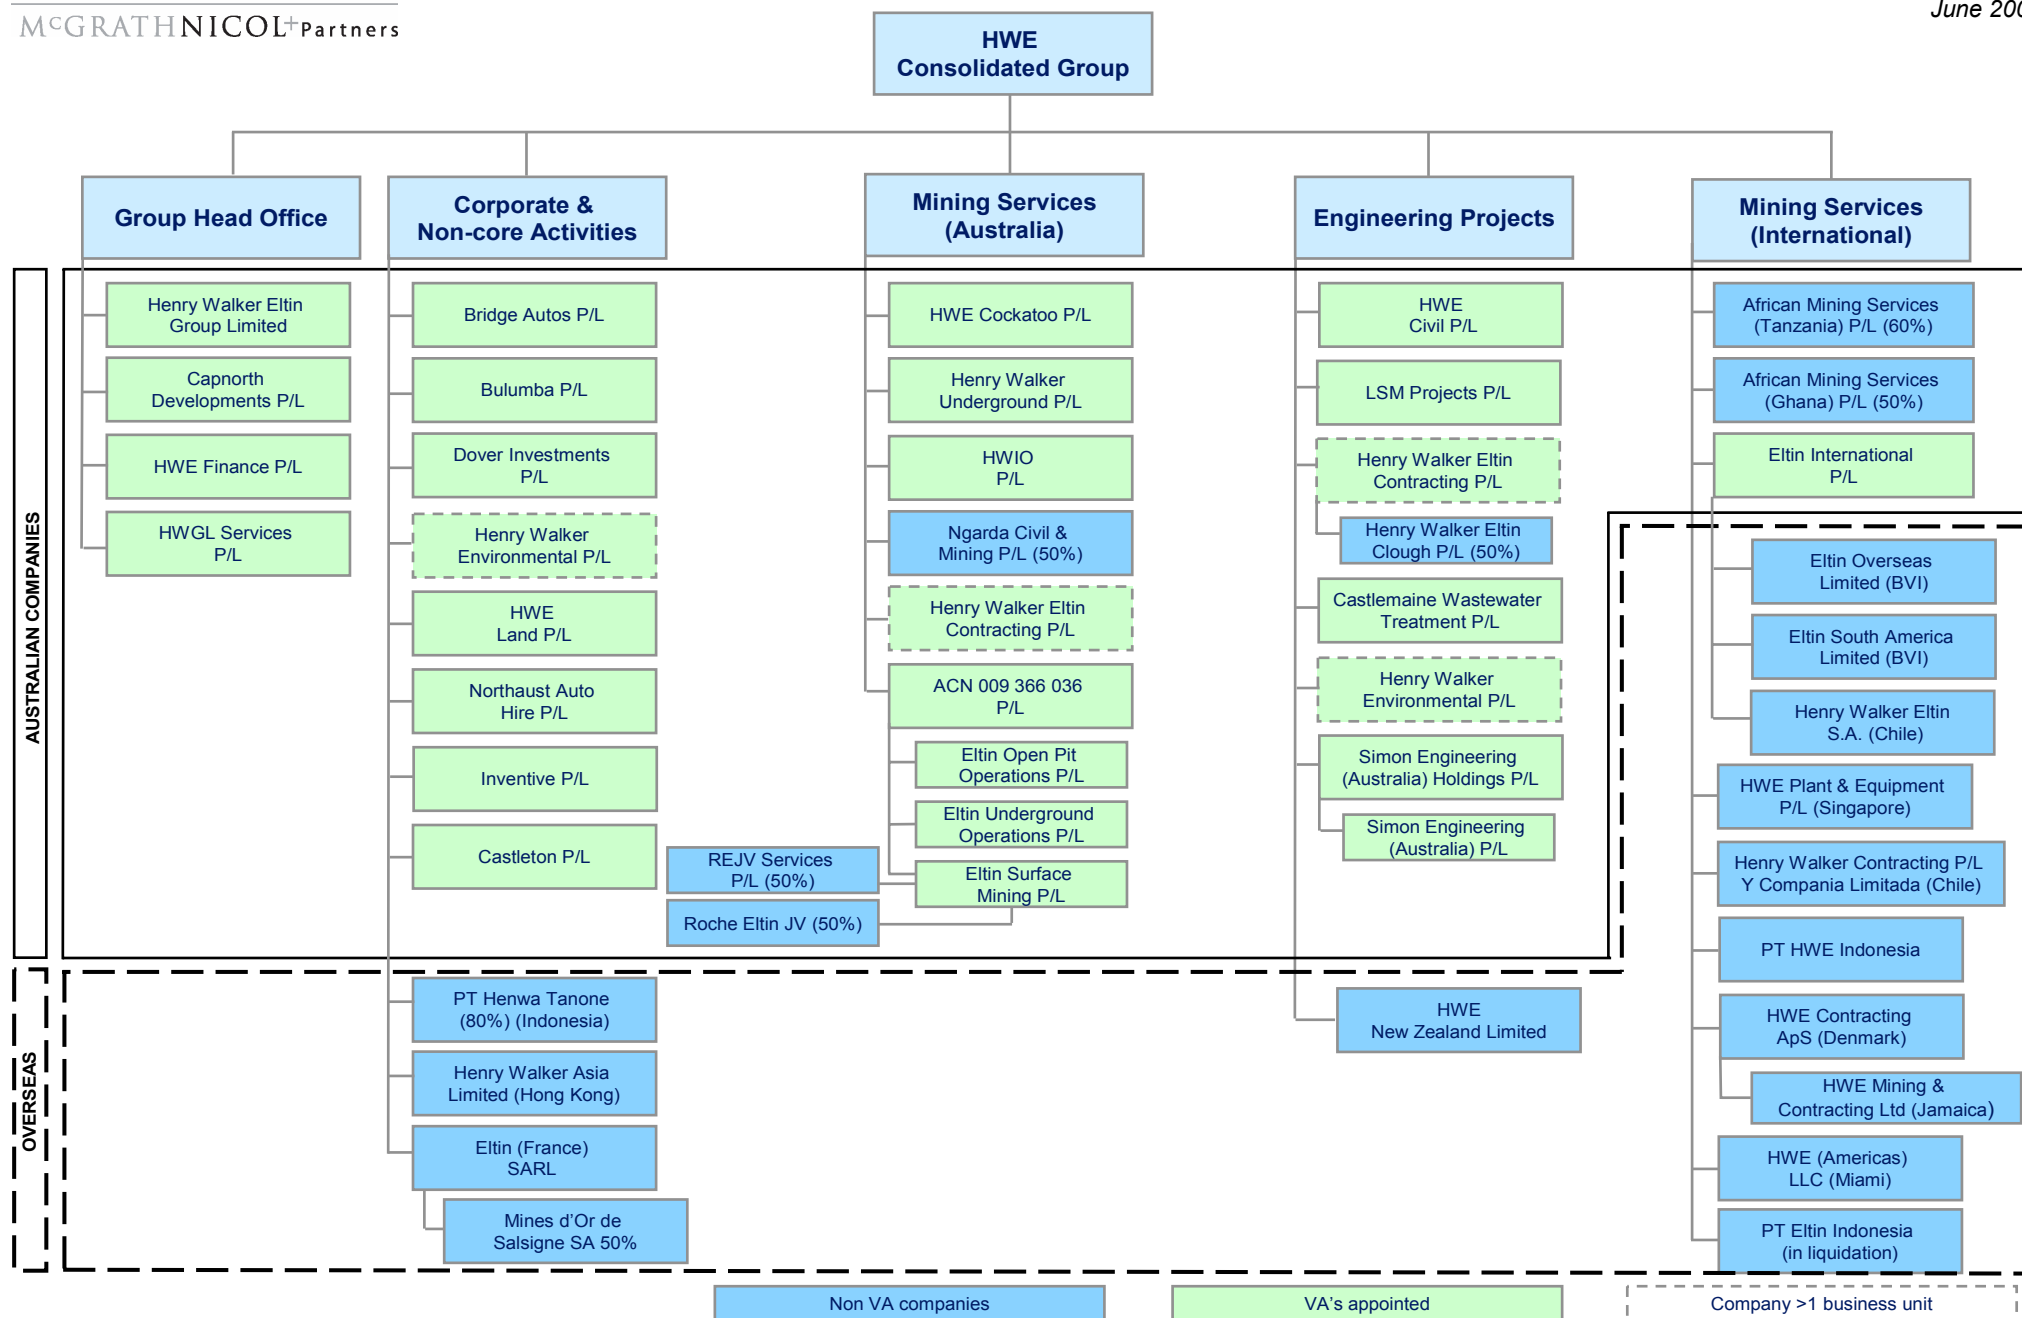 McGRATHNICOL+Partners
June 200
HWE
Consolidated Group
Group Head Office
Corporate &
Non-core Activities
Mining Services
(Australia)
Engineering Projects
Mining Services
(International)
AUSTRALIAN COMPANIES
Henry Walker Eltin
Group Limited
Capnorth
Developments P/L
HWE Finance P/L
HWGL Services
P/L
Bridge Autos P/L
Bulumba P/L
Dover Investments
P/L
Henry Walker
Environmental P/L
HWE
Land P/L
Northaust Auto
Hire P/L
Inventive P/L
Castleton P/L
HWE Cockatoo P/L
Henry Walker
Underground P/L
HWIO
P/L
Ngarda Civil &
Mining P/L (50%)
Henry Walker Eltin
Contracting P/L
ACN 009 366 036
P/L
Eltin Open Pit
Operations P/L
Eltin Underground
Operations P/L
Eltin Surface
Mining P/L
REJV Services
P/L (50%)
Roche Eltin JV (50%)
HWE
Civil P/L
LSM Projects P/L
Henry Walker Eltin
Contracting P/L
Henry Walker Eltin
Clough P/L (50%)
Castlemaine Wastewater
Treatment P/L
Henry Walker
Environmental P/L
Simon Engineering
(Australia) Holdings P/L
Simon Engineering
(Australia) P/L
African Mining Services
(Tanzania) P/L (60%)
African Mining Services
(Ghana) P/L (50%)
Eltin International
P/L
Eltin Overseas
Limited (BVI)
Eltin South America
Limited (BVI)
Henry Walker Eltin
S.A. (Chile)
HWE Plant & Equipment
P/L (Singapore)
Henry Walker Contracting P/L
Y Compania Limitada (Chile)
PT HWE Indonesia
HWE Contracting
ApS (Denmark)
HWE Mining &
Contracting Ltd (Jamaica)
HWE (Americas)
LLC (Miami)
PT Eltin Indonesia
(in liquidation)
OVERSEAS
PT Henwa Tanone
(80%) (Indonesia)
Henry Walker Asia
Limited (Hong Kong)
Eltin (France)
SARL
Mines d'Or de
Salsigne SA 50%
HWE
New Zealand Limited
Non VA companies
VA's appointed
Company >1 business unit